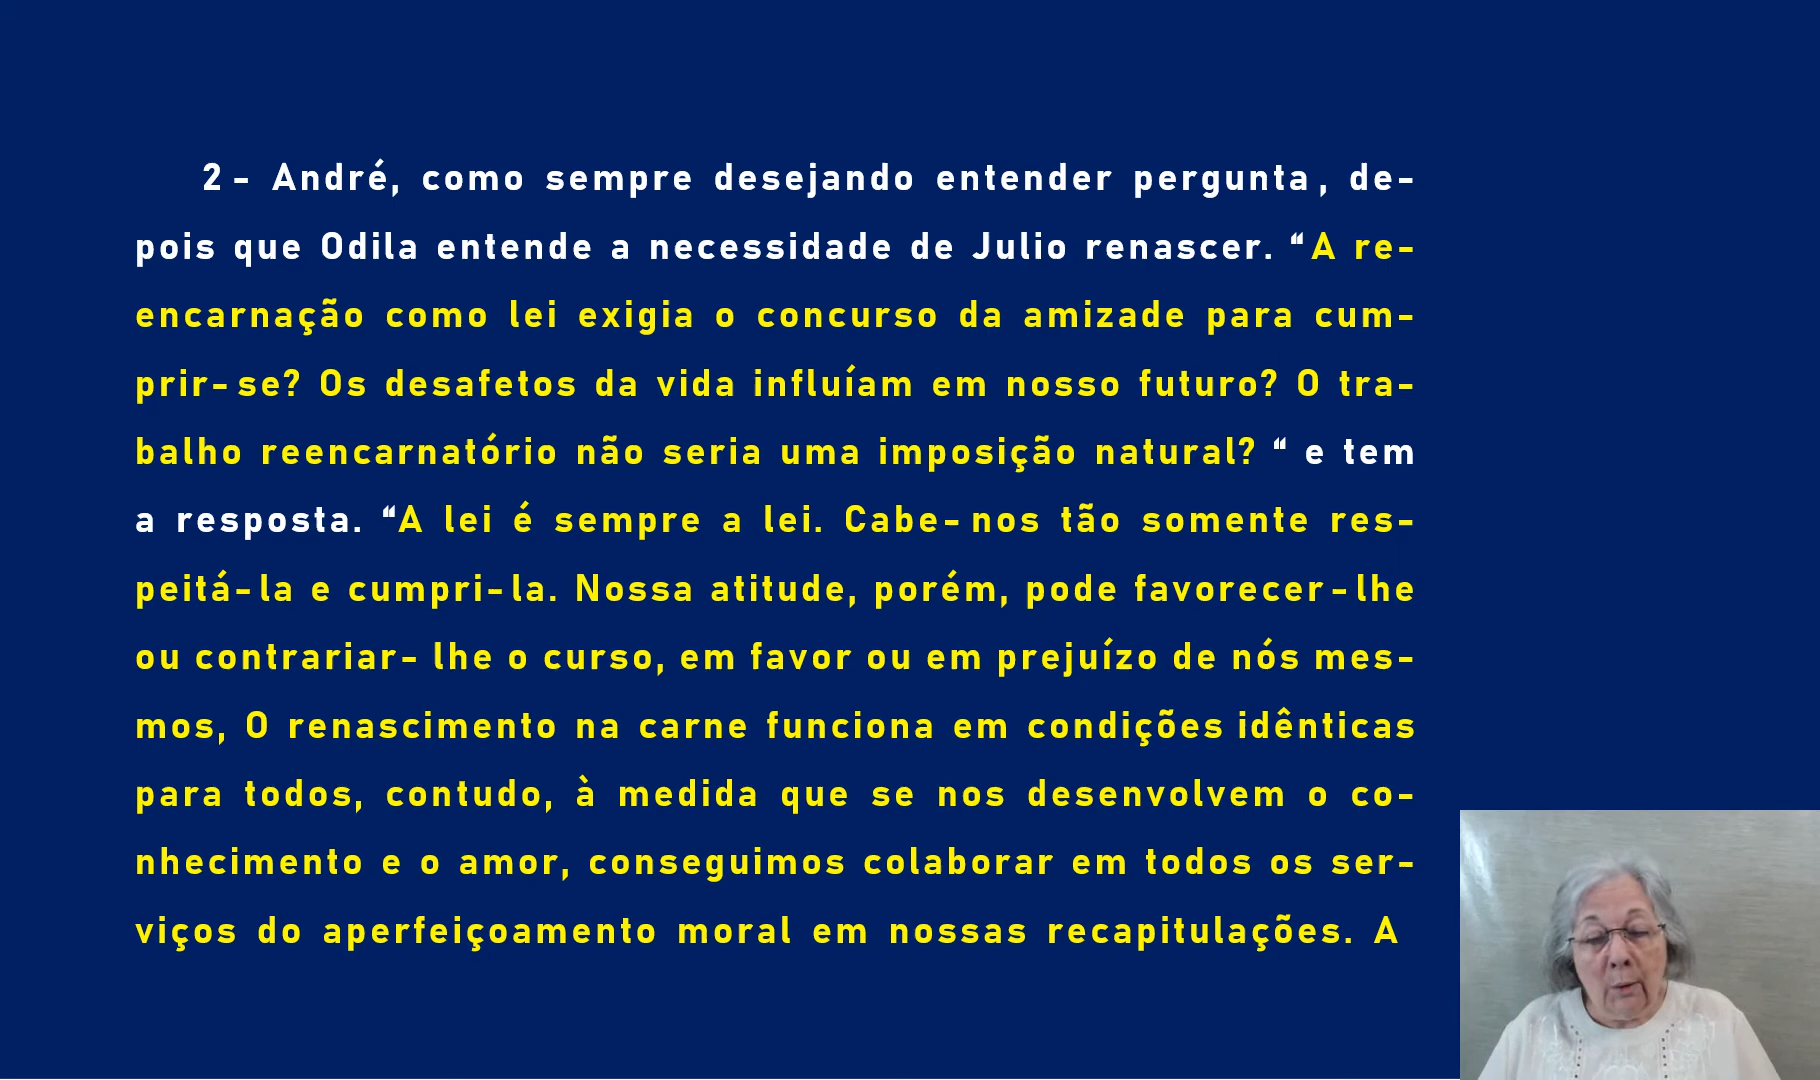 2 - André, como sempre desejando entender pergunta , de-
pois que Odila entende a necessidade de Julio renascer. “A re-
encarnação como lei exigia o concurso da amizade para cum-
prir- se? Os desafetos da vida influíam em nosso futuro? O tra-
balho reencarnatório não seria uma imposição natural? “ e tem
a resposta. “A lei é sempre a lei. Cabe- nos tão somente res-
peitá- la e cumpri- la. Nossa atitude, porém, pode favorecer - lhe
ou contrariar- lhe o curso, em favor ou em prejuízo de nós mes-
mos, O renascimento na carne funciona em condições idênticas
para todos, contudo, à medida que se nos desenvolvem o co-
nhecimento e o amor, conseguimos colaborar em todos os ser-
viços do aperfeiçoamento moral em nossas recapitulações. A